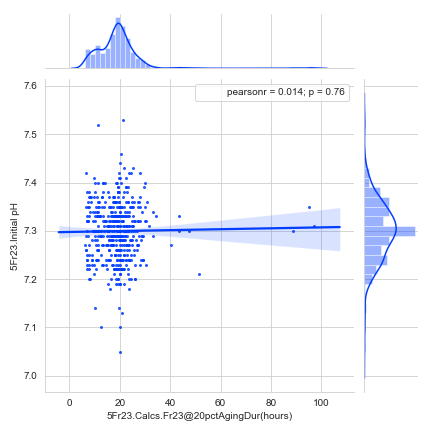 pearsonr = 0.014; p = 0.76
7.6
7.5
7.4
7.3
7.2
7.1
7.0
5Fr23.Initial pH
0 20 40 60 80 100
5Fr23.Calcs.Fr23@20pctAgingDur(hours)